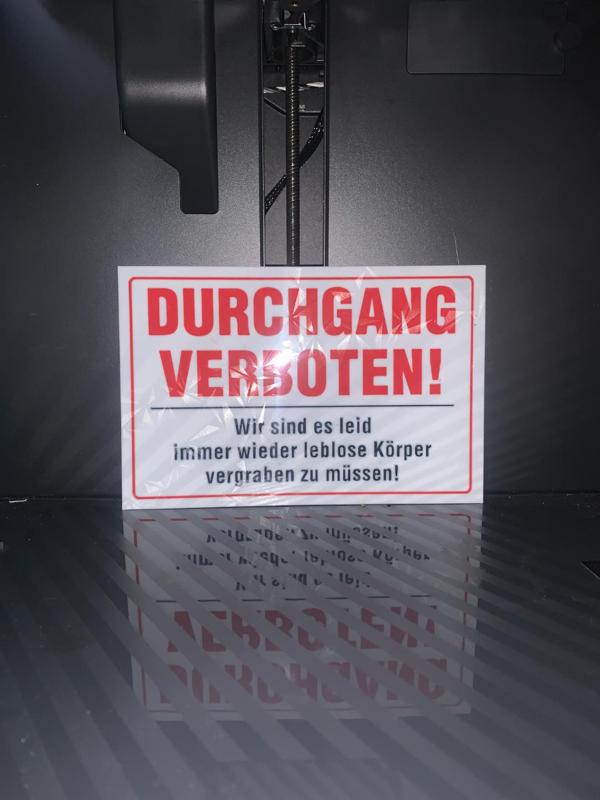 DURCHGANG
VERBOTEN!
Wir sind es leid
immer wieder leblose Körper
vergraben zu müssen!